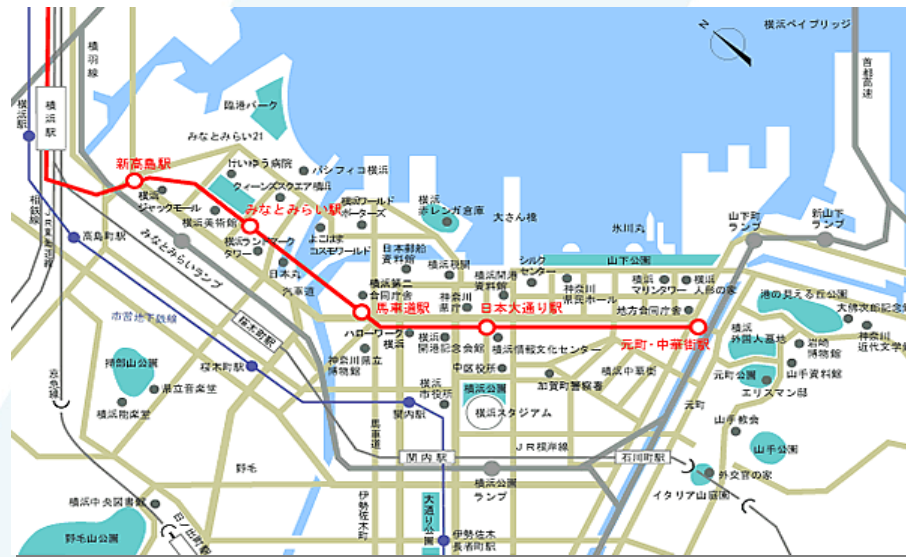 横浜ベイブリッジ
N
横羽線
首都高速
臨港パーク
横浜駅
横浜駅
みなとみらい21
新高島駅
けいゆう病院
パシフィコ横浜
クィーンズスクエア横浜
横浜
ジャックモール
みなとみらい駅
横浜ワールド
ポーターズ
横浜
赤レンガ倉庫
大さん橋
氷川丸
山下町
ランプ
新山下
ランプ
相鉄線
JR東海道線
高島町駅
横浜美術館
横浜ランドマーク
タワー
よこはま
コスモワールド
日本郵船
資料館
みなとみらいランプ
日本丸
汽車道
横浜税関
横浜開港
資料館
シルク
センター
山下公園
横浜第二
合同庁舎
神奈川
県庁
神奈川
県民ホール
横浜
マリンタワー
横浜
人形の家
港の見える丘公園
大佛次郎記念館
市営地下鉄線
桜木町駅
馬車道駅
日本大通り駅
地方合同庁舎
元町・中華街駅
ハローワーク
横浜
横浜
開港記念会館
横浜情報文化センター
横浜
外国人墓地
岩崎
博物館
神奈川
近代文学館
掃部山公園
神奈川県立
博物館
中区役所
加賀町警察署
横浜中華街
山手資料館
元町公園
エリスマン邸
京急線
県立音楽堂
桜木町駅
横浜
市役所
横浜公園
横浜能楽堂
関内駅
横浜スタジアム
元町
山手教会
馬車道
JR根岸線
山手公園
野毛
関内駅
石川町駅
外交官の家
横浜公園
ランプ
イタリア山庭園
横浜中央図書館
日ノ出町駅
伊勢佐木町
大通り公園
野毛山公園
伊勢佐木
長者町駅